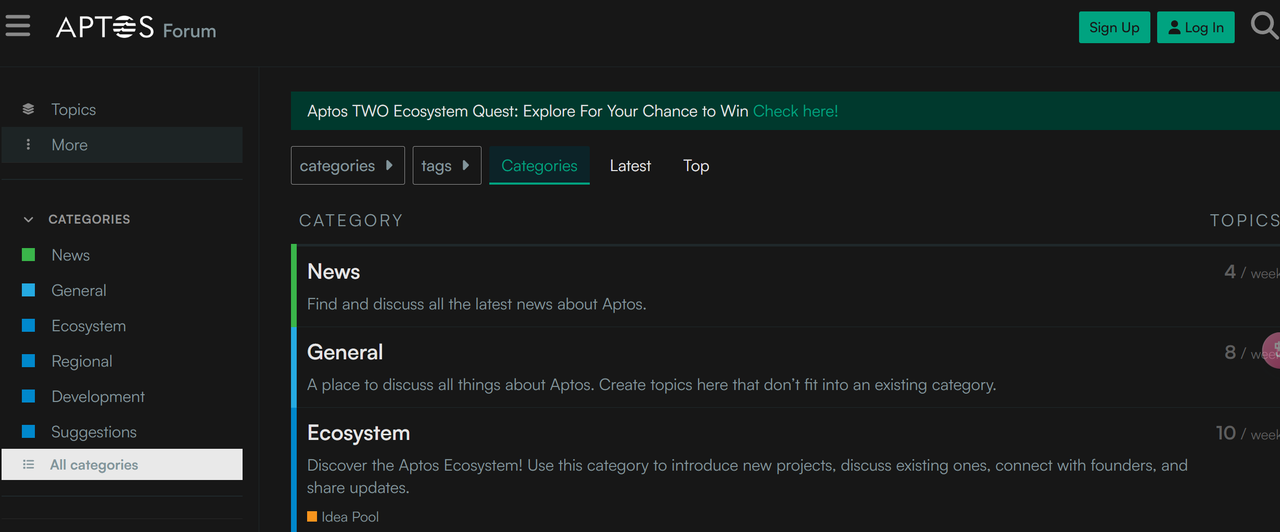 APTOS Forum
Sign Up
Log In
Topics
More
CATEGORIES
News
General
Ecosystem
Regional
Development
Suggestions
All categories
Aptos TWO Ecosystem Quest: Explore For Your Chance to Win Check here!
categories
tags
Categories
Latest
Top
CATEGORY
TOPICS
News
4 / week
Find and discuss all the latest news about Aptos.
General
8 / week
A place to discuss all things about Aptos. Create topics here that don't fit into an existing category.
Ecosystem
10 / week
Discover the Aptos Ecosystem! Use this category to introduce new projects, discuss existing ones, connect with founders, and
share updates.
Idea Pool